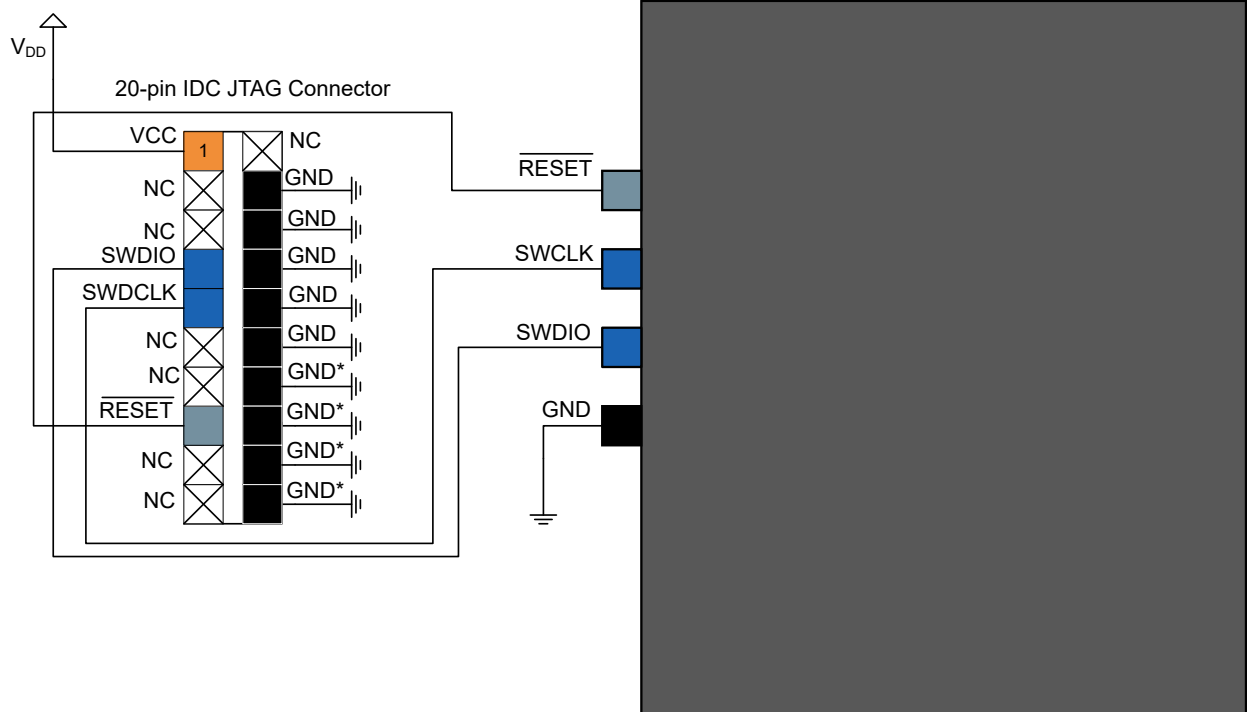 VDD
20-pin IDC JTAG Connector
VCC
1
NC
NC
GND
NC
GND
SWDIO
GND
SWDCLK
GND
NC
GND
NC
GND*
RESET
GND*
NC
GND*
NC
GND*
RESET
SWCLK
SWDIO
GND